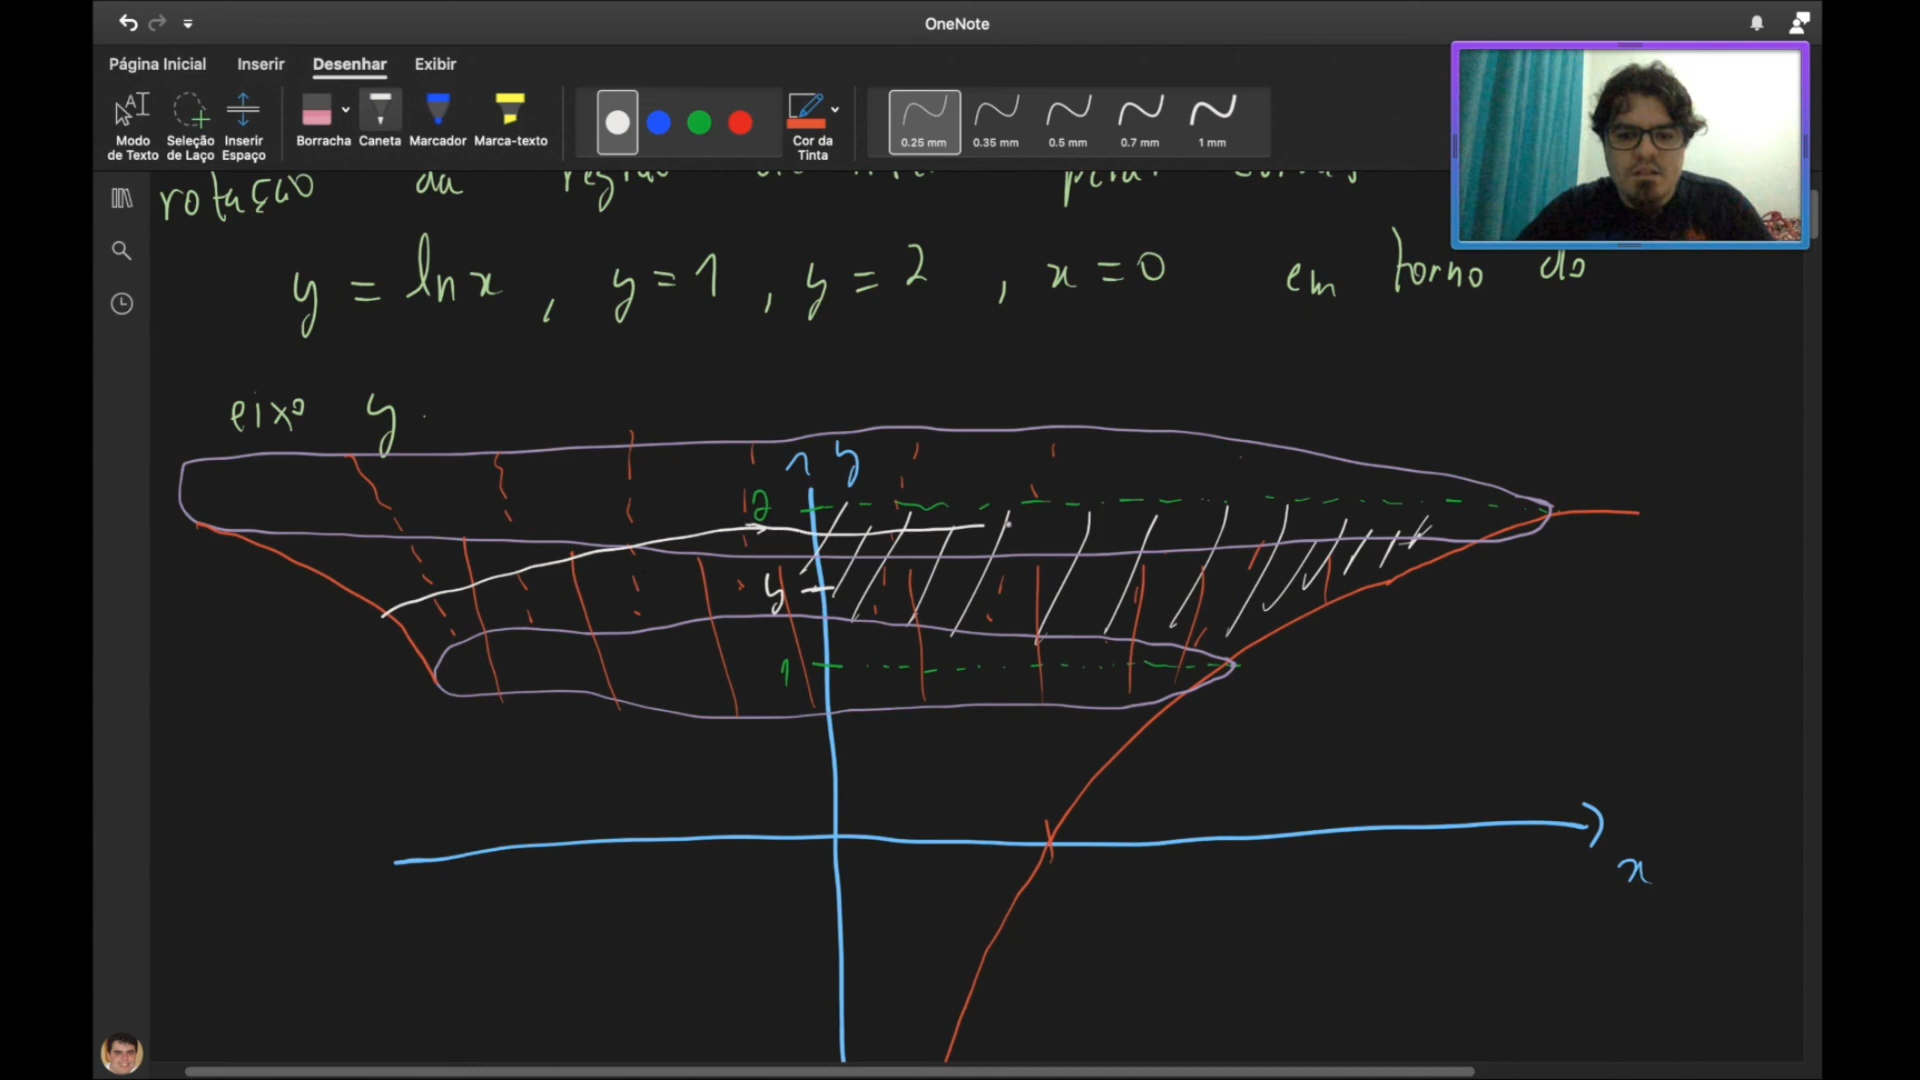 OneNote
Página Inicial Inserir Desenhar Exibir
Modo de Texto Seleção de Laço Inserir Espaço Borracha Caneta Marcador Marca-texto Cor da Tinta 0.25 mm 0.35 mm 0.5 mm 0.7 mm 1 mm
rotação da região
y = ln x , y = 1 , y = 2 , x = 0 em torno do
eixo y.
y
2
y
1
x